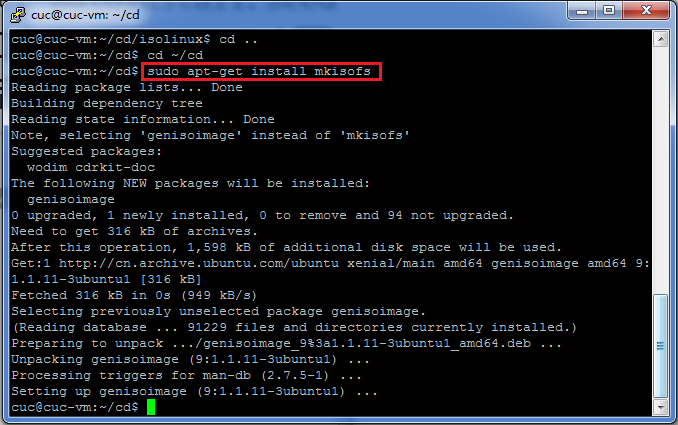 cuc@cuc-vm: ~/cd
cuc@cuc-vm:~/cd/isolinux$ cd ..
cuc@cuc-vm:~/cd$ cd ~/cd
cuc@cuc-vm:~/cd$ sudo apt-get install mkisofs
Reading package lists... Done
Building dependency tree
Reading state information... Done
Note, selecting 'genisoimage' instead of 'mkisofs'
Suggested packages:
  wodim cdrkit-doc
The following NEW packages will be installed:
  genisoimage
0 upgraded, 1 newly installed, 0 to remove and 94 not upgraded.
Need to get 316 kB of archives.
After this operation, 1,598 kB of additional disk space will be used.
Get:1 http://cn.archive.ubuntu.com/ubuntu xenial/main amd64 genisoimage amd64 9:
1.1.11-3ubuntu1 [316 kB]
Fetched 316 kB in 0s (949 kB/s)
Selecting previously unselected package genisoimage.
(Reading database ... 91229 files and directories currently installed.)
Preparing to unpack .../genisoimage_9%3a1.1.11-3ubuntu1_amd64.deb ...
Unpacking genisoimage (9:1.1.11-3ubuntu1) ...
Processing triggers for man-db (2.7.5-1) ...
Setting up genisoimage (9:1.1.11-3ubuntu1) ...
cuc@cuc-vm:~/cd$